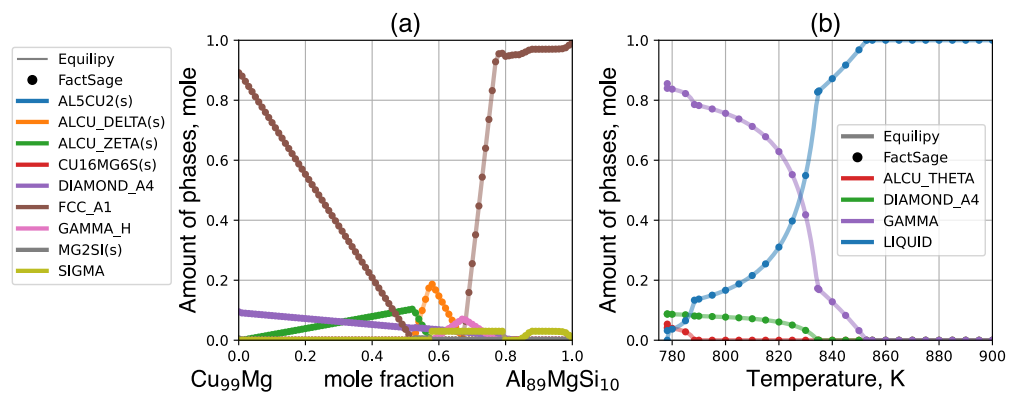 (a)
(b)
Equilipy
FactSage
AL5CU2(s)
ALCU_DELTA(s)
ALCU_ZETA(s)
CU16MG6S(s)
DIAMOND_A4
FCC_A1
GAMMA_H
MG2SI(s)
SIGMA
Amount of phases, mole
1.0
0.8
0.6
0.4
0.2
0.0
0.0 0.2 0.4 0.6 0.8 1.0
Cu₉₉Mg mole fraction Al₈₉MgSi₁₀
Amount of phases, mole
1.0
0.8
0.6
0.4
0.2
0.0
Equilipy
FactSage
ALCU_THETA
DIAMOND_A4
GAMMA
LIQUID
780 800 820 840 860 880 900
Temperature, K